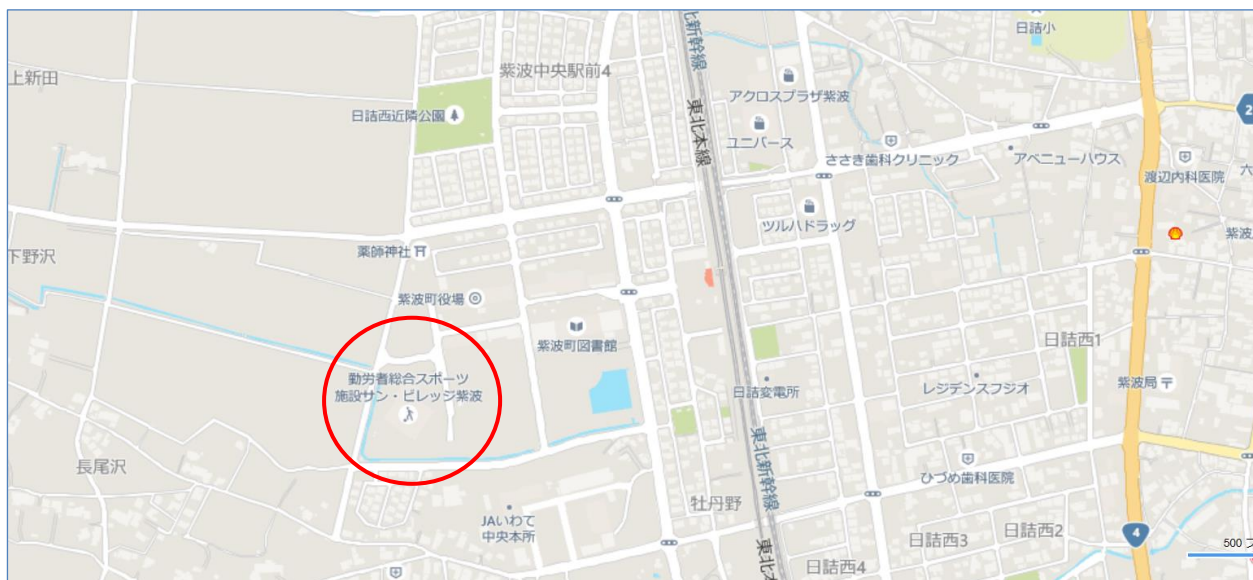 東北新幹線
日詰小
上新田
紫波中央駅前4
東北本線
アクロスプラザ紫波
日詰西近隣公園
2
ユニバース
ささき歯科クリニック
アベニューハウス
渡辺内科医院
六
ツルハドラッグ
下野沢
薬師神社
紫波
紫波町役場
紫波町図書館
日詰西1
勤労者総合スポーツ
施設サン・ビレッジ紫波
日詰変電所
レジデンスフジオ
紫波局
東北新幹線
長尾沢
ひづめ歯科医院
牡丹野
JAいわて
中央本所
日詰西3
日詰西2
4
500 フ
東北本
日詰西4